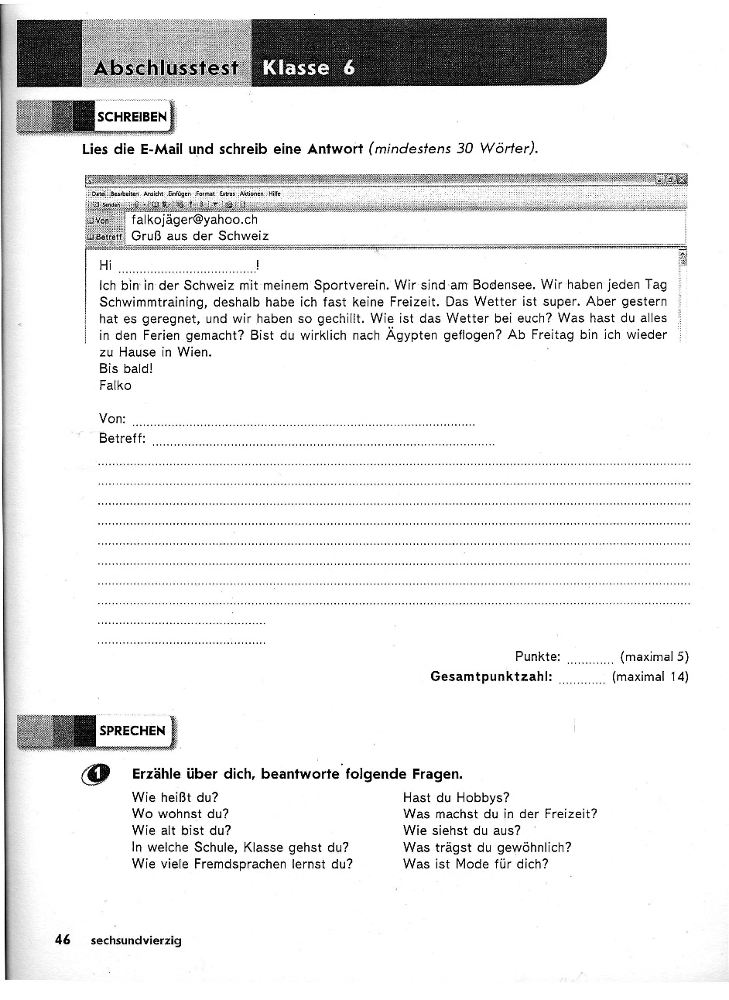 Abschlusstest Klasse 6
SCHREIBEN
Lies die E-Mail und schreib eine Antwort (mindestens 30 Wörter).
Datei Bearbeiten Ansicht Einfügen Format Extras Aktionen Hilfe
Senden
Von falkojäger@yahoo.ch
Betreff Gruß aus der Schweiz
Hi ..................................!
Ich bin in der Schweiz mit meinem Sportverein. Wir sind am Bodensee. Wir haben jeden Tag
Schwimmtraining, deshalb habe ich fast keine Freizeit. Das Wetter ist super. Aber gestern
hat es geregnet, und wir haben so gechillt. Wie ist das Wetter bei euch? Was hast du alles
in den Ferien gemacht? Bist du wirklich nach Ägypten geflogen? Ab Freitag bin ich wieder
zu Hause in Wien.
Bis bald!
Falko
Von: ..................................
Betreff: ..................................
Punkte: ............ (maximal 5)
Gesamtpunktzahl: ............ (maximal 14)
SPRECHEN
1 Erzähle über dich, beantworte folgende Fragen.
Wie heißt du?
Wo wohnst du?
Wie alt bist du?
In welche Schule, Klasse gehst du?
Wie viele Fremdsprachen lernst du?
Hast du Hobbys?
Was machst du in der Freizeit?
Wie siehst du aus?
Was trägst du gewöhnlich?
Was ist Mode für dich?
46 sechsundvierzig